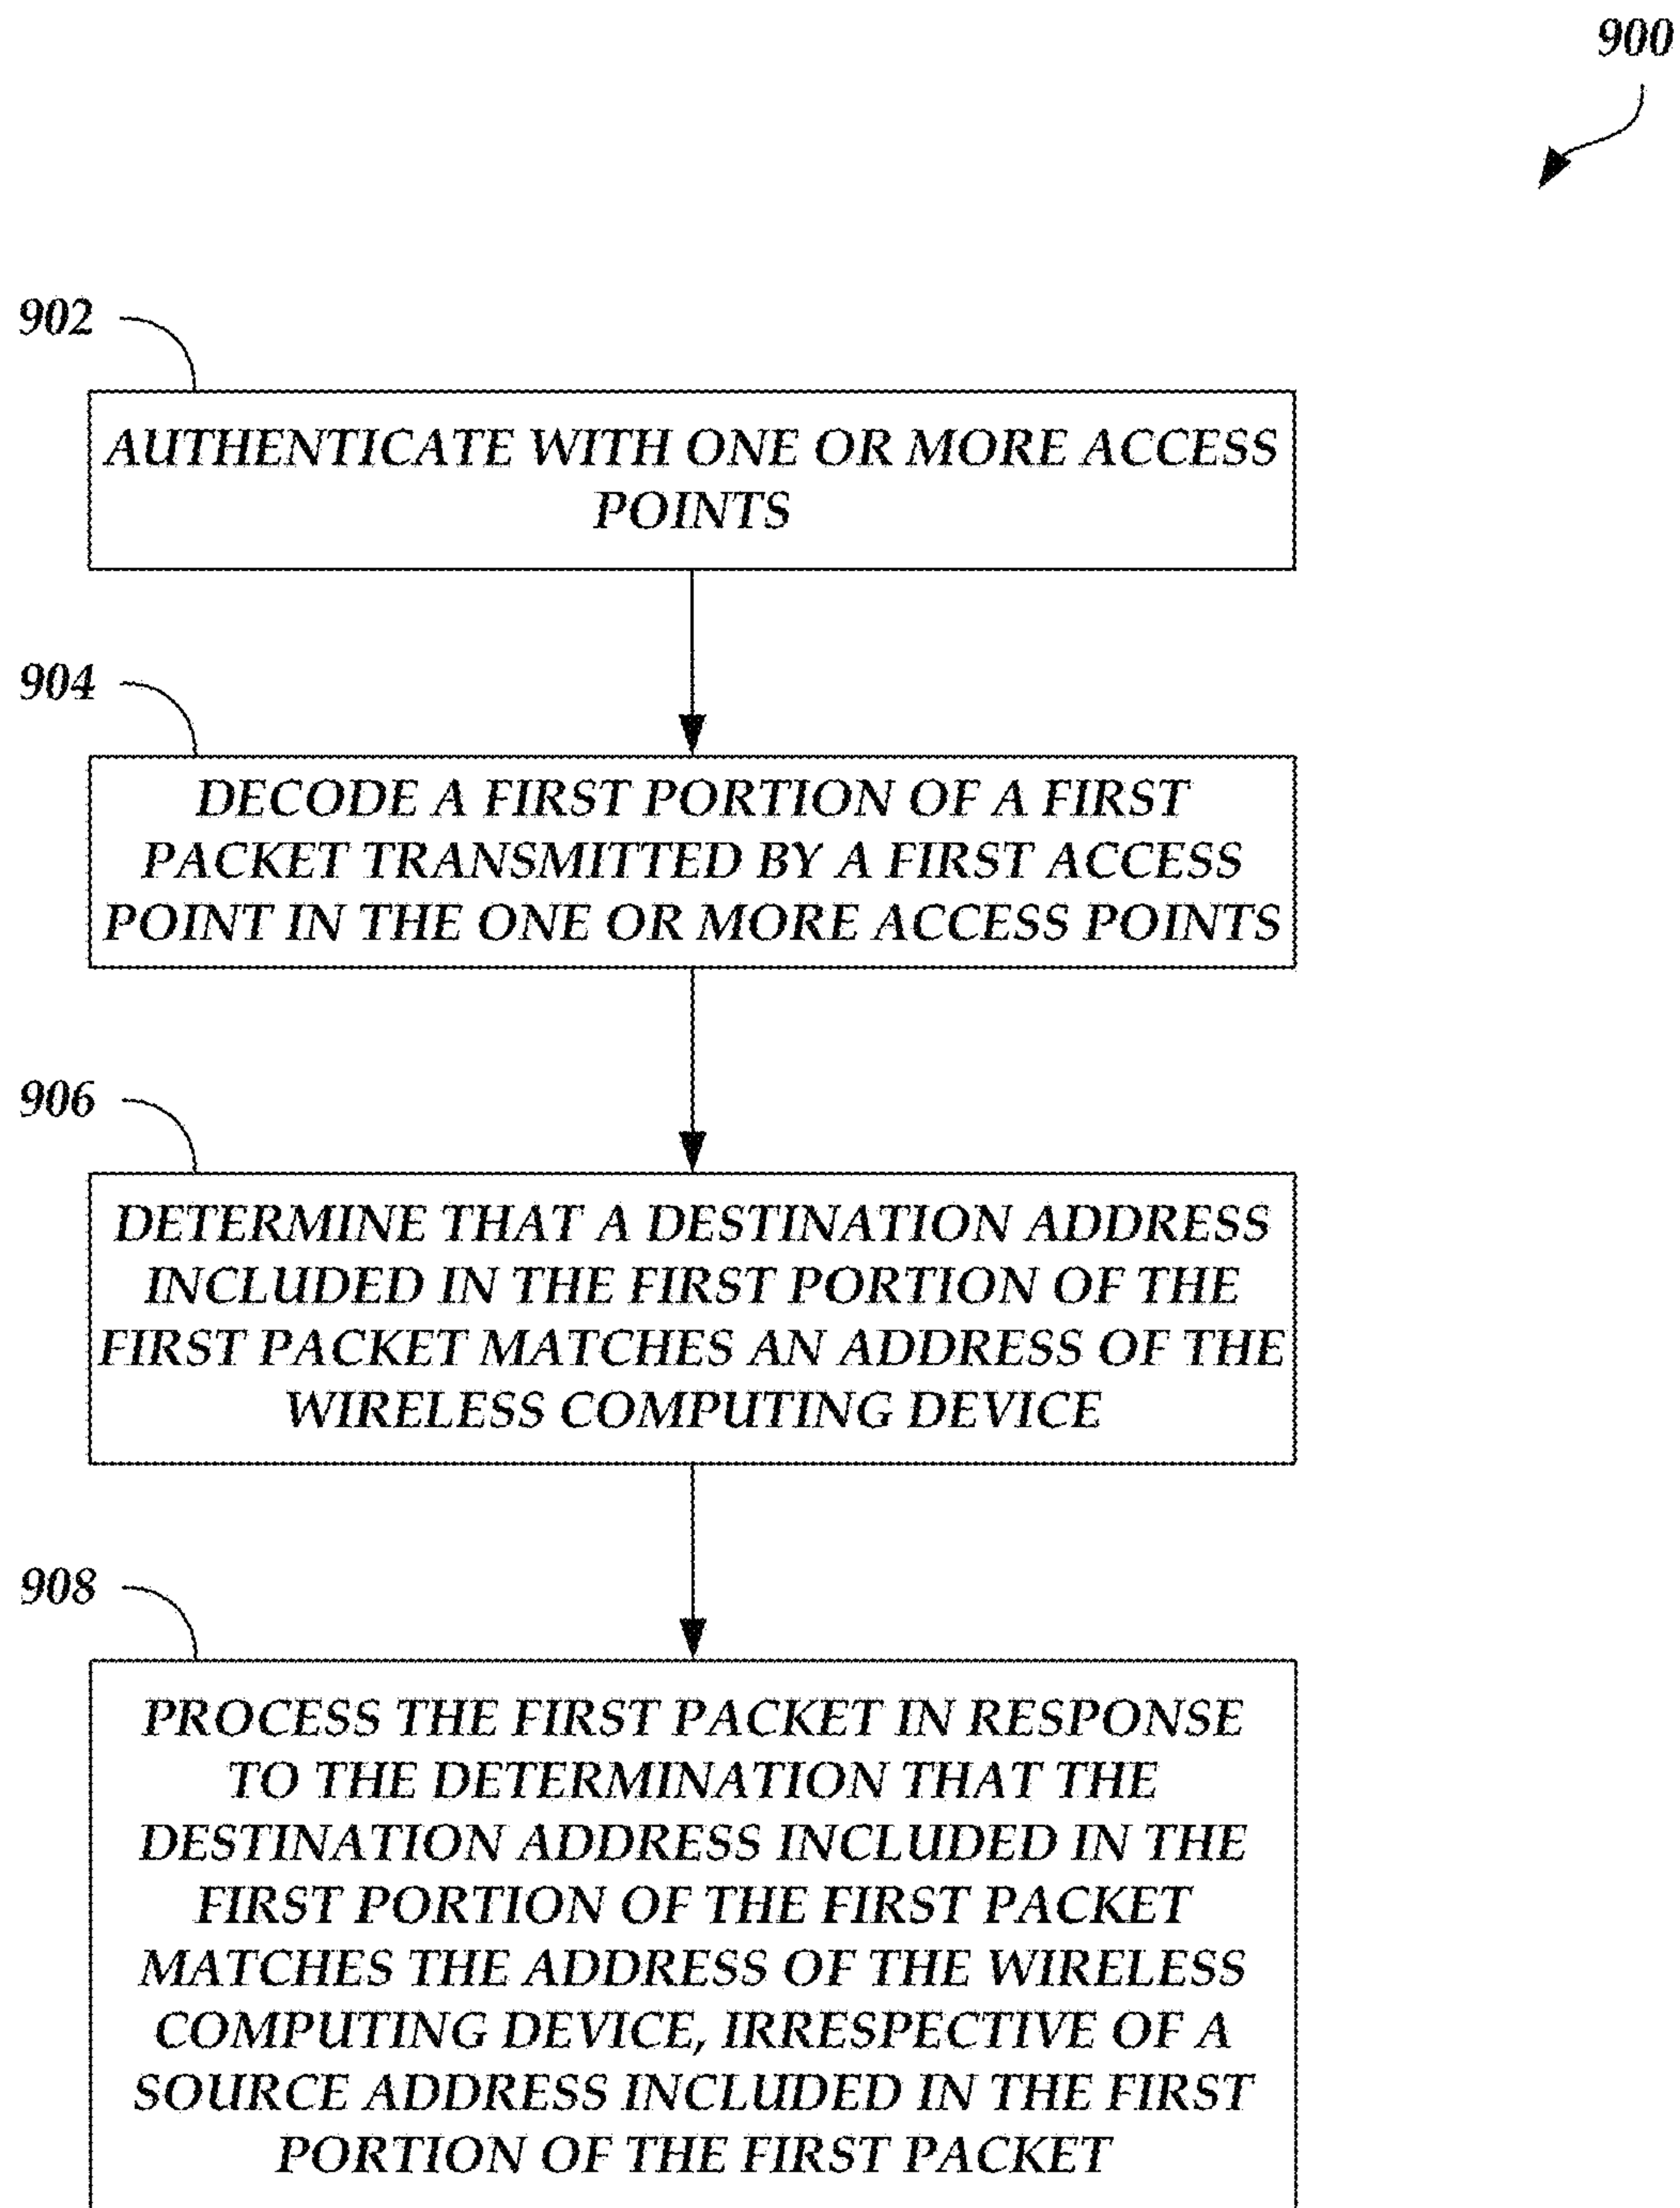 900
902
AUTHENTICATE WITH ONE OR MORE ACCESS
POINTS
904
DECODE A FIRST PORTION OF A FIRST
PACKET TRANSMITTED BY A FIRST ACCESS
POINT IN THE ONE OR MORE ACCESS POINTS
906
DETERMINE THAT A DESTINATION ADDRESS
INCLUDED IN THE FIRST PORTION OF THE
FIRST PACKET MATCHES AN ADDRESS OF THE
WIRELESS COMPUTING DEVICE
908
PROCESS THE FIRST PACKET IN RESPONSE
TO THE DETERMINATION THAT THE
DESTINATION ADDRESS INCLUDED IN THE
FIRST PORTION OF THE FIRST PACKET
MATCHES THE ADDRESS OF THE WIRELESS
COMPUTING DEVICE, IRRESPECTIVE OF A
SOURCE ADDRESS INCLUDED IN THE FIRST
PORTION OF THE FIRST PACKET